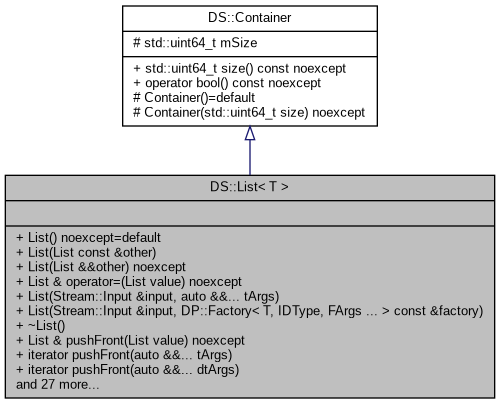 DS::Container
# std::uint64_t mSize
+ std::uint64_t size() const noexcept
+ operator bool() const noexcept
# Container()=default
# Container(std::uint64_t size) noexcept
DS::List< T >
+ List() noexcept=default
+ List(List const &other)
+ List(List &&other) noexcept
+ List & operator=(List value) noexcept
+ List(Stream::Input &input, auto &&... tArgs)
+ List(Stream::Input &input, DP::Factory< T, IDType, FArgs ... > const &factory)
+ ~List()
+ List & pushFront(List value) noexcept
+ iterator pushFront(auto &&... tArgs)
+ iterator pushFront(auto &&... dtArgs)
and 27 more...